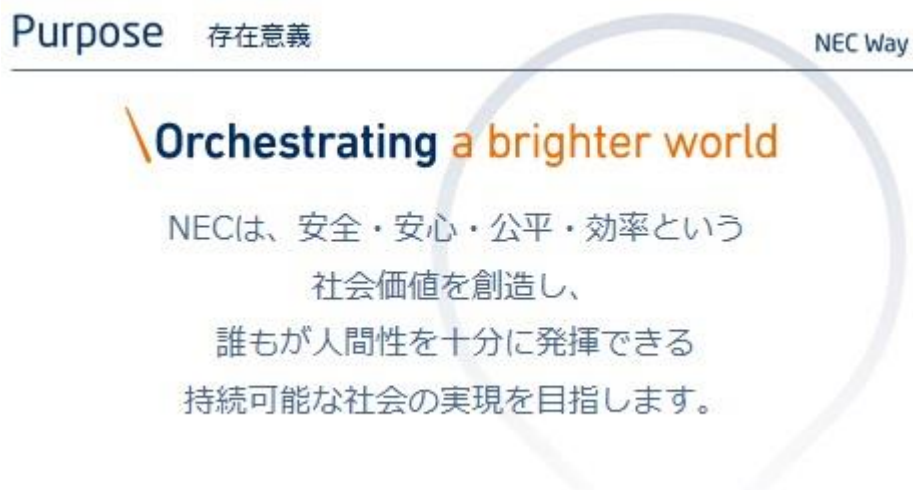 Purpose 存在意義 NEC Way
\Orchestrating a brighter world
NECは、安全・安心・公平・効率という
社会価値を創造し、
誰もが人間性を十分に発揮できる
持続可能な社会の実現を目指します。